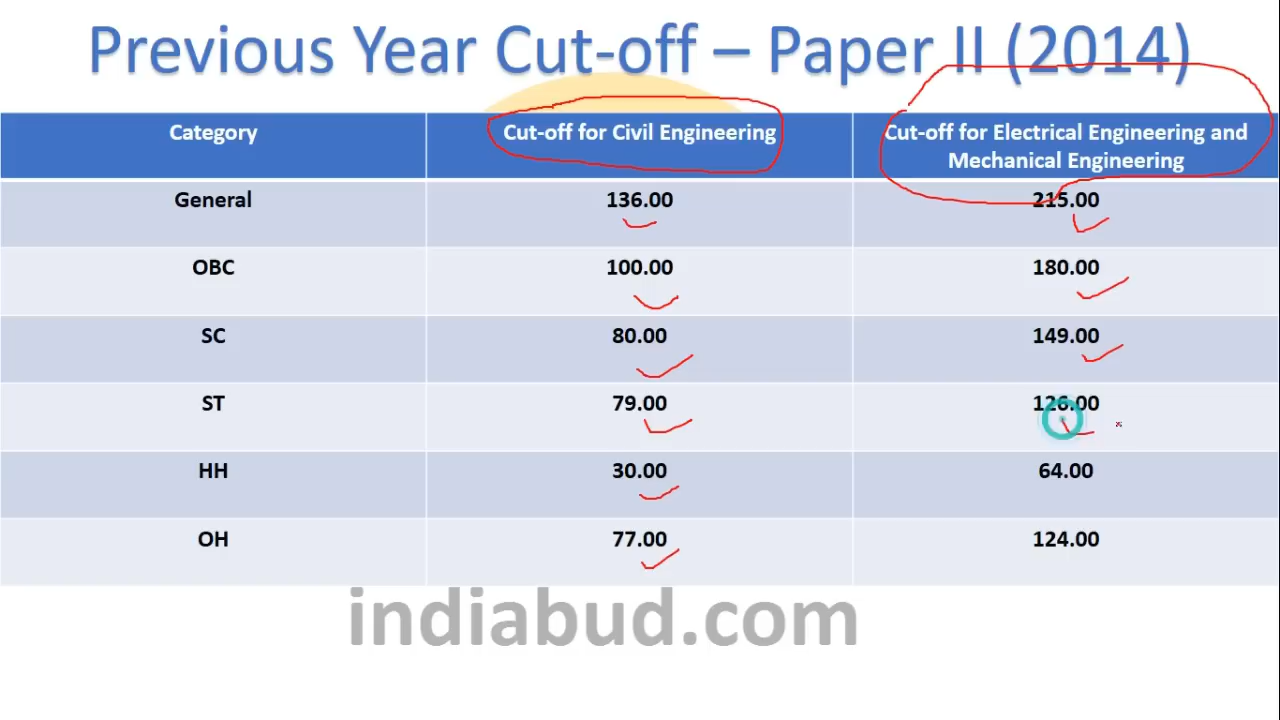 Previous Year Cut-off – Paper II (2014)
Category Cut-off for Civil Engineering Cut-off for Electrical Engineering and
Mechanical Engineering
General 136.00 215.00
OBC 100.00 180.00
SC 80.00 149.00
ST 79.00 126.00
HH 30.00 64.00
OH 77.00 124.00
indiabud.com